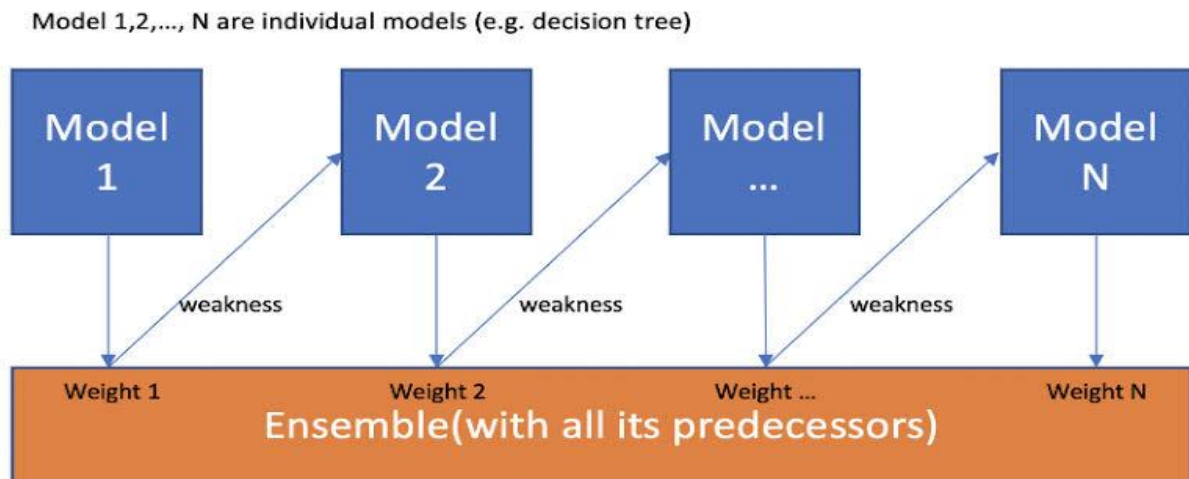 Model 1,2,..., N are individual models (e.g. decision tree)
Model
1
Model
2
Model
...
Model
N
weakness
weakness
weakness
Weight 1
Weight 2
Weight ...
Weight N
Ensemble(with all its predecessors)